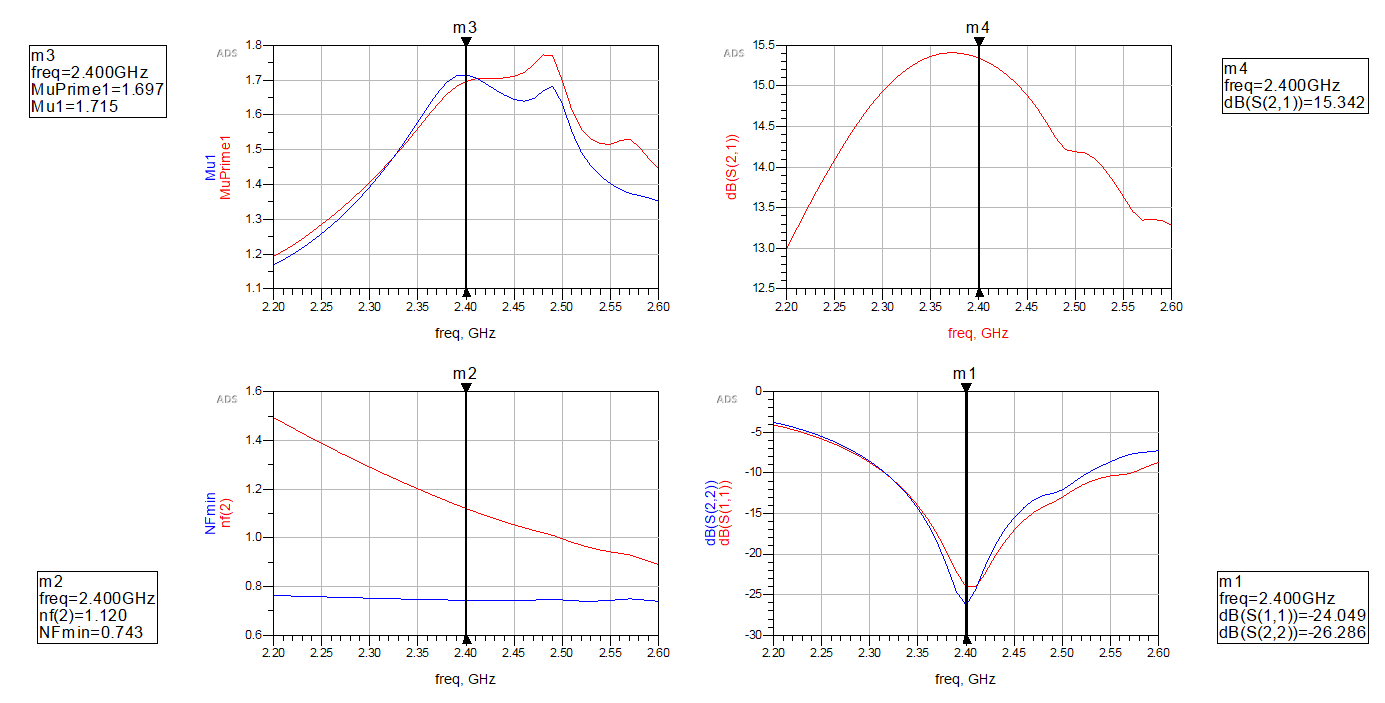 m3
m3
freq=2.400GHz
MuPrime1=1.697
Mu1=1.715
ADS
1.8
1.7
1.6
1.5
1.4
1.3
1.2
1.1
Mu1
MuPrime1
2.20 2.25 2.30 2.35 2.40 2.45 2.50 2.55 2.60
freq, GHz
m4
m4
freq=2.400GHz
dB(S(2,1))=15.342
ADS
15.5
15.0
14.5
14.0
13.5
13.0
12.5
dB(S(2,1))
2.20 2.25 2.30 2.35 2.40 2.45 2.50 2.55 2.60
freq, GHz
m2
ADS
1.6
1.4
1.2
1.0
0.8
0.6
NFmin
nf(2)
2.20 2.25 2.30 2.35 2.40 2.45 2.50 2.55 2.60
freq, GHz
m2
freq=2.400GHz
nf(2)=1.120
NFmin=0.743
m1
ADS
0
-5
-10
-15
-20
-25
-30
dB(S(2,2))
dB(S(1,1))
2.20 2.25 2.30 2.35 2.40 2.45 2.50 2.55 2.60
freq, GHz
m1
freq=2.400GHz
dB(S(1,1))=-24.049
dB(S(2,2))=-26.286